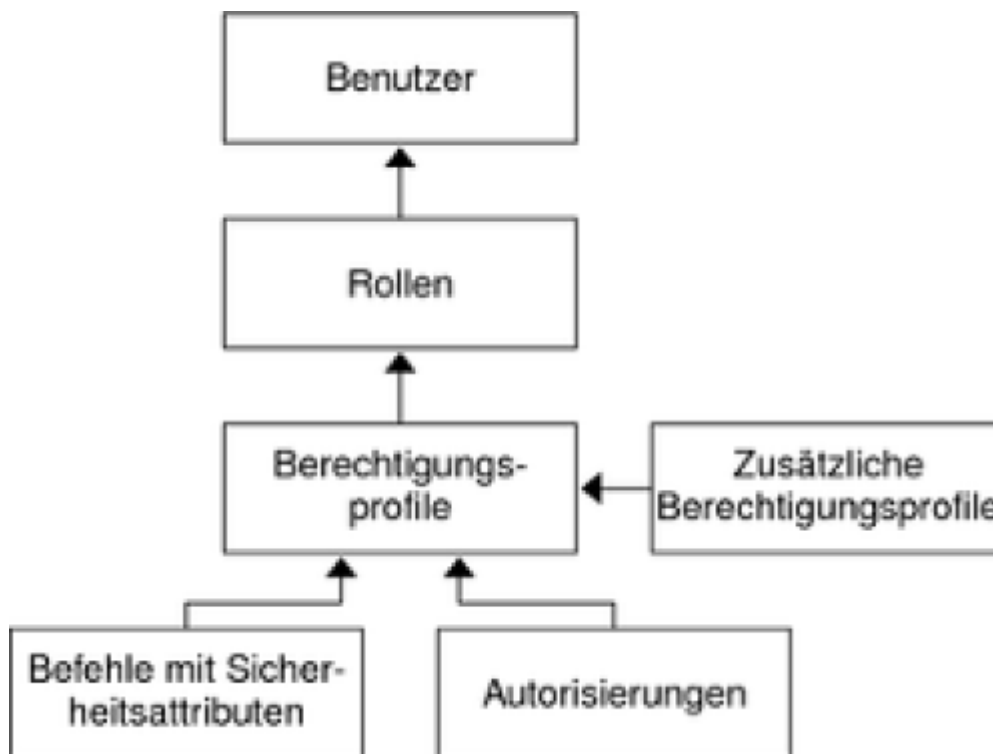 Benutzer
Rollen
Berechtigungs-
profile
Zusätzliche
Berechtigungsprofile
Befehle mit Sicher-
heitsattributen
Autorisierungen